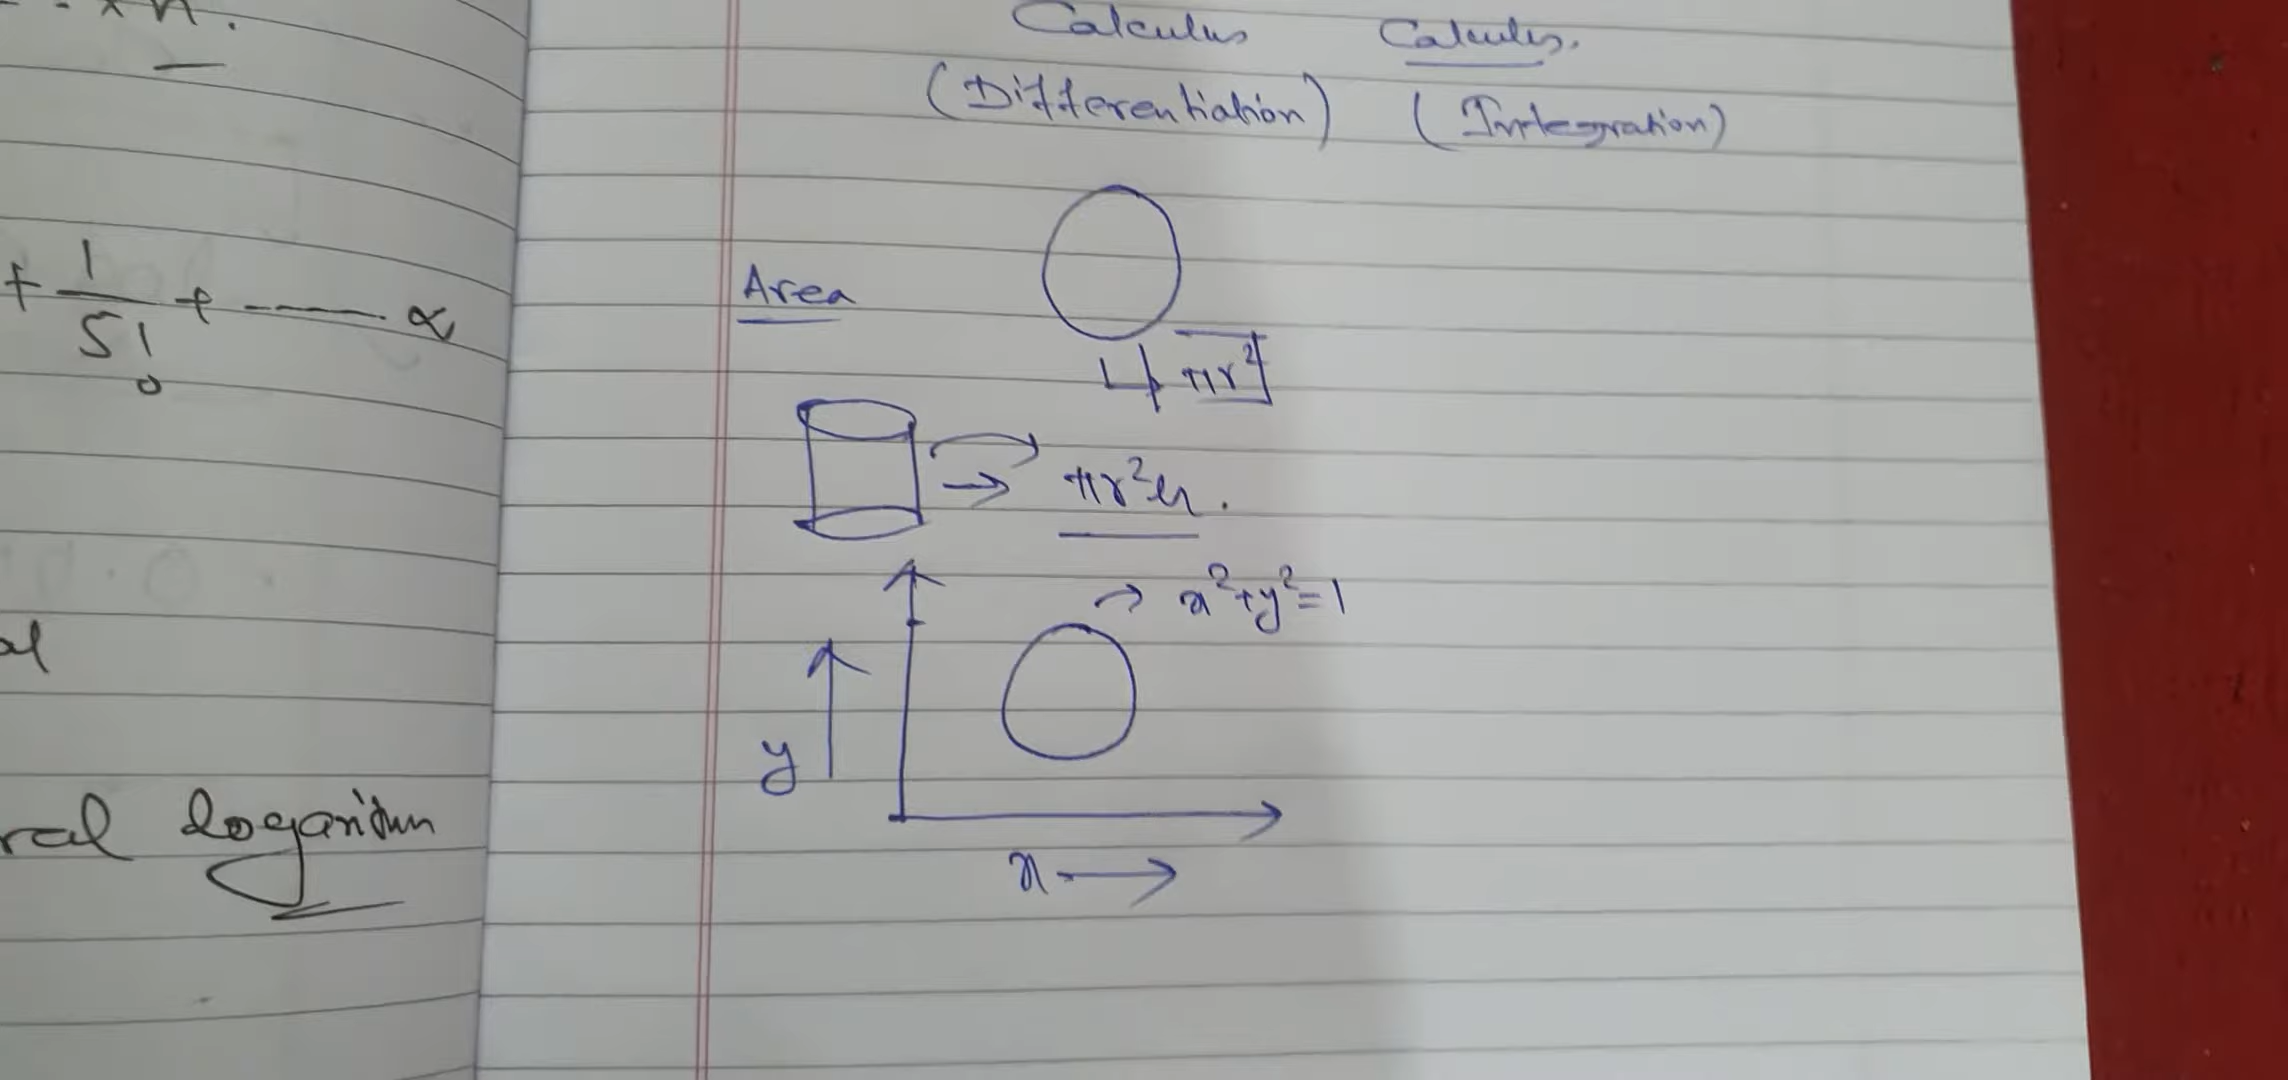 + 1/5! + ------ ∝
logarithm
Calculus Calculus.
(Differentiation) (Integration)
Area
πr²
πr²h.
x²+y²=1
y
x